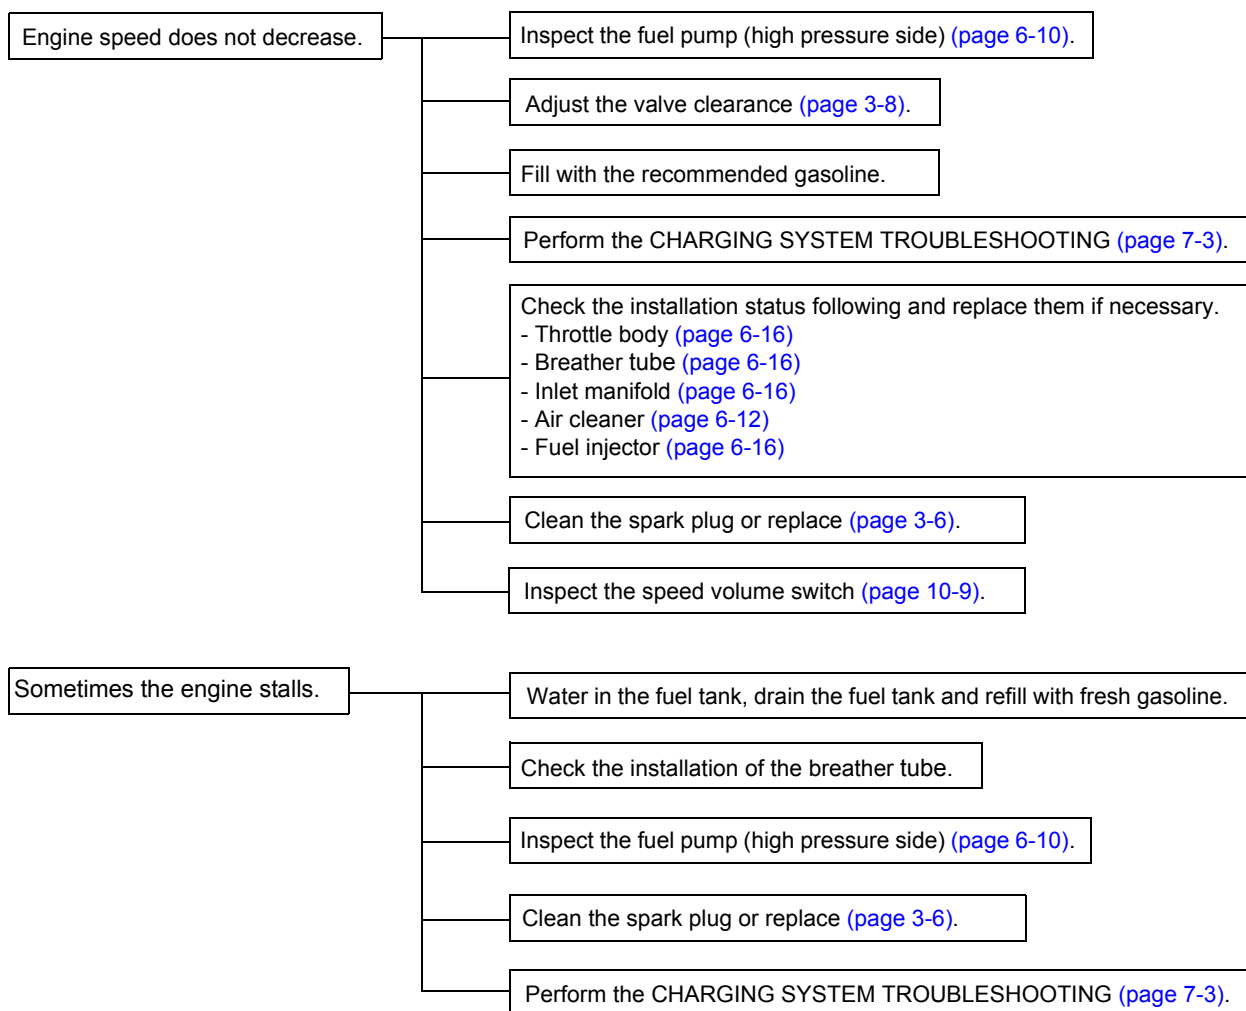 Engine speed does not decrease.
Inspect the fuel pump (high pressure side) (page 6-10).
Adjust the valve clearance (page 3-8).
Fill with the recommended gasoline.
Perform the CHARGING SYSTEM TROUBLESHOOTING (page 7-3).
Check the installation status following and replace them if necessary.
- Throttle body (page 6-16)
- Breather tube (page 6-16)
- Inlet manifold (page 6-16)
- Air cleaner (page 6-12)
- Fuel injector (page 6-16)
Clean the spark plug or replace (page 3-6).
Inspect the speed volume switch (page 10-9).
Sometimes the engine stalls.
Water in the fuel tank, drain the fuel tank and refill with fresh gasoline.
Check the installation of the breather tube.
Inspect the fuel pump (high pressure side) (page 6-10).
Clean the spark plug or replace (page 3-6).
Perform the CHARGING SYSTEM TROUBLESHOOTING (page 7-3).